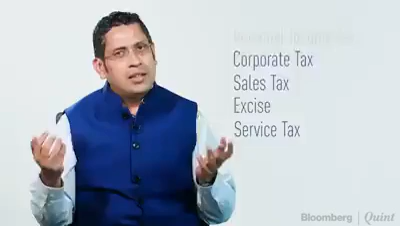 Corporate Tax
Sales Tax
Excise
Service Tax
Bloomberg | Quint